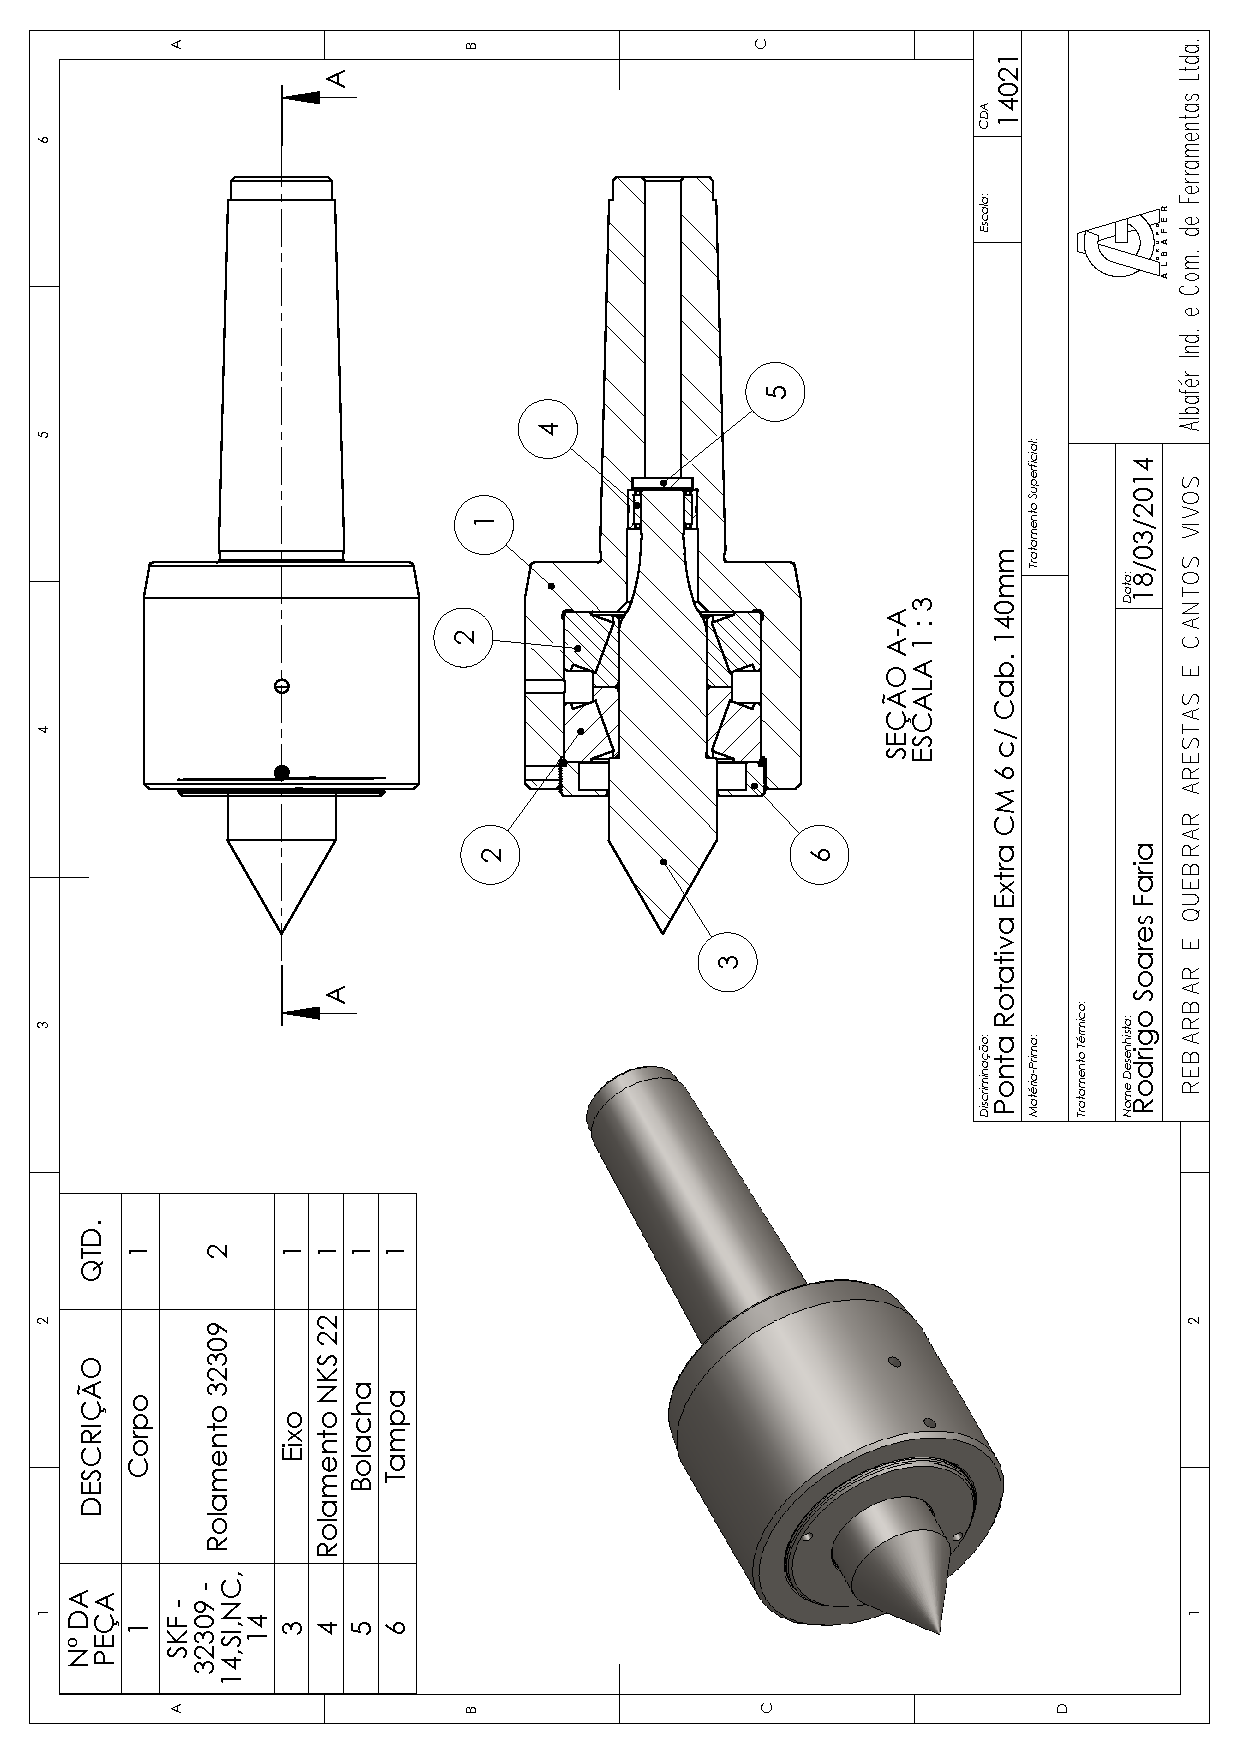 Nº DA PEÇA
DESCRIÇÃO
QTD.
1
Corpo
1
SKF - 32309 - 14,SI,NC, 14
Rolamento 32309
2
3
Eixo
1
4
Rolamento NKS 22
1
5
Bolacha
1
6
Tampa
1
A
A
2
2
1
4
5
3
6
SEÇÃO A-A
ESCALA 1 : 3
Discriminação:
Ponta Rotativa Extra CM 6 c/ Cab. 140mm
Escala:
CDA
14021
Matéria-Prima:
Tratamento Superficial:
Tratamento Térmico:
Nome Desenhista:
Rodrigo Soares Faria
Data:
18/03/2014
REBARBAR E QUEBRAR ARESTAS E CANTOS VIVOS
GRUPO
ALBAFER
Albafér Ind. e Com. de Ferramentas Ltda.
1
2
3
4
5
6
A
B
C
D
A
B
C
1
2